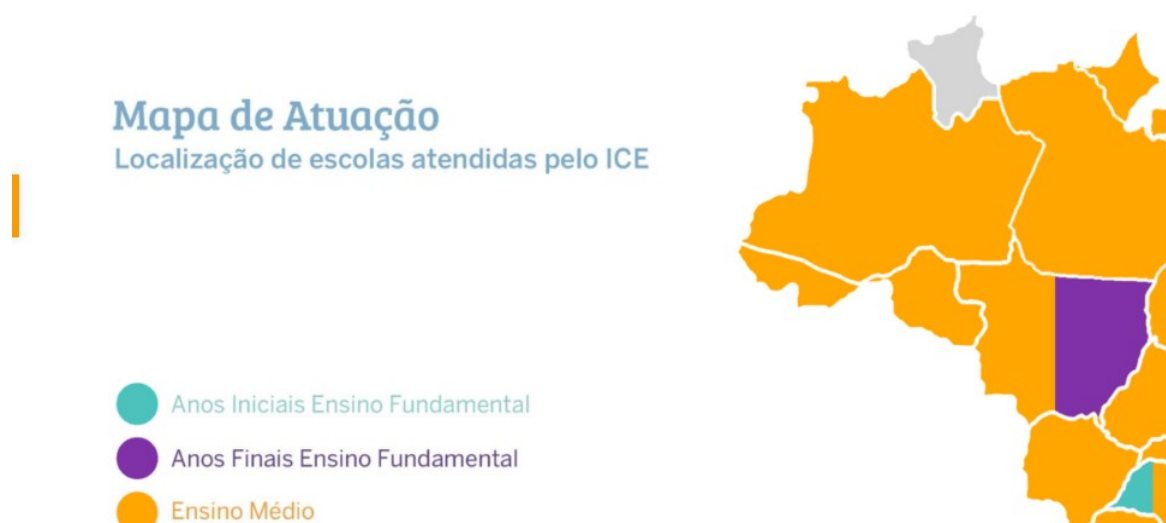 Mapa de Atuação
Localização de escolas atendidas pelo ICE
Anos Iniciais Ensino Fundamental
Anos Finais Ensino Fundamental
Ensino Médio